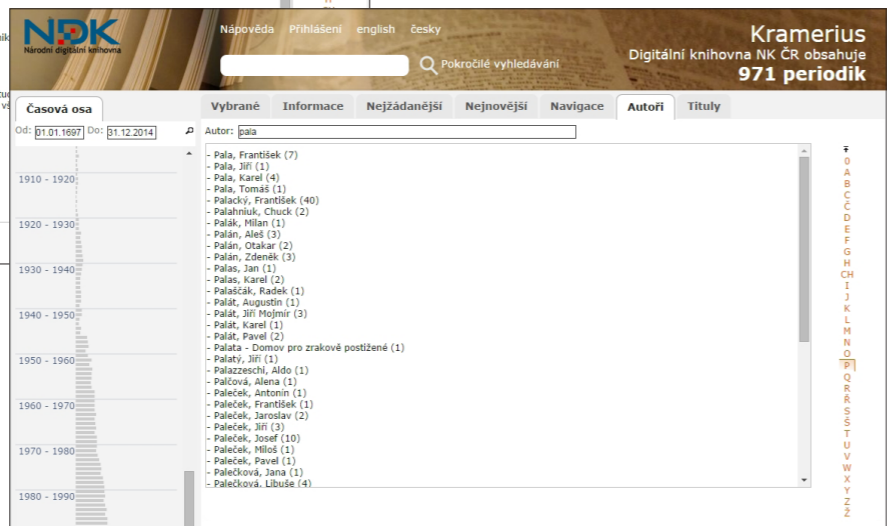 NDK
Národní digitální knihovna
Nápověda Přihlášení english česky
Pokročilé vyhledávání
Kramerius
Digitální knihovna NK ČR obsahuje
971 periodik
Časová osa
Od: 01.01.1697 Do: 31.12.2014
1910 - 1920
1920 - 1930
1930 - 1940
1940 - 1950
1950 - 1960
1960 - 1970
1970 - 1980
1980 - 1990
Vybrané Informace Nejžádanější Nejnovější Navigace Autoři Tituly
Autor: pala
- Pala, František (7)
- Pala, Jiří (1)
- Pala, Karel (4)
- Pala, Tomáš (1)
- Palacký, František (40)
- Palahniuk, Chuck (2)
- Palák, Milan (1)
- Palán, Aleš (3)
- Palán, Otakar (2)
- Palán, Zdeněk (3)
- Palas, Jan (1)
- Palas, Karel (2)
- Palaščák, Radek (1)
- Palát, Augustin (1)
- Palát, Jiří Mojmír (3)
- Palát, Karel (1)
- Palát, Pavel (2)
- Palata - Domov pro zrakově postižené (1)
- Palatý, Jiří (1)
- Palazzeschi, Aldo (1)
- Palčová, Alena (1)
- Paleček, Antonín (1)
- Paleček, František (1)
- Paleček, Jaroslav (2)
- Paleček, Jiří (3)
- Paleček, Josef (10)
- Paleček, Miloš (1)
- Paleček, Pavel (1)
- Palečková, Jana (1)
- Palečková, Libuše (4)
0
A
B
C
Č
D
E
F
G
H
CH
I
J
K
L
M
N
O
P
Q
R
Ř
S
Š
T
U
V
W
X
Y
Z
Ž